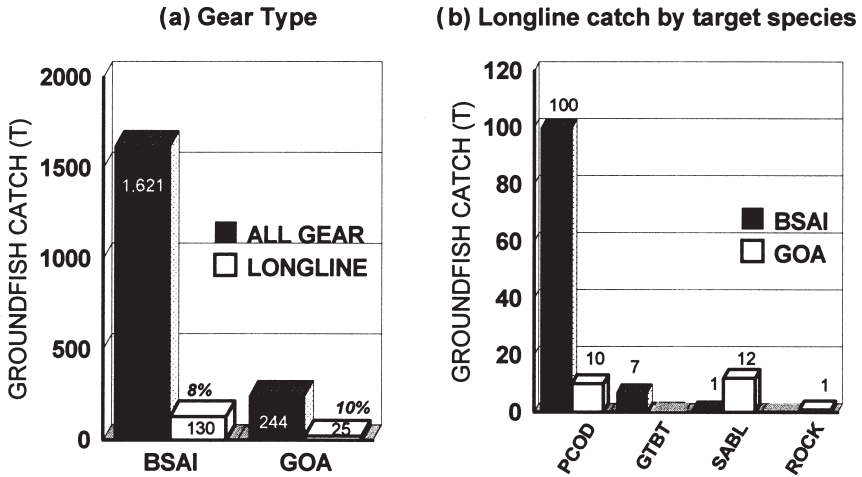 (a) Gear Type
GROUNDFISH CATCH (T)
2000
1500
1000
500
0
1.621
8%
130
244
10%
25
ALL GEAR
LONGLINE
BSAI
GOA
(b) Longline catch by target species
GROUNDFISH CATCH (T)
120
100
80
60
40
20
0
100
10
7
1
12
1
BSAI
GOA
PCOD
GTBT
SABL
ROCK